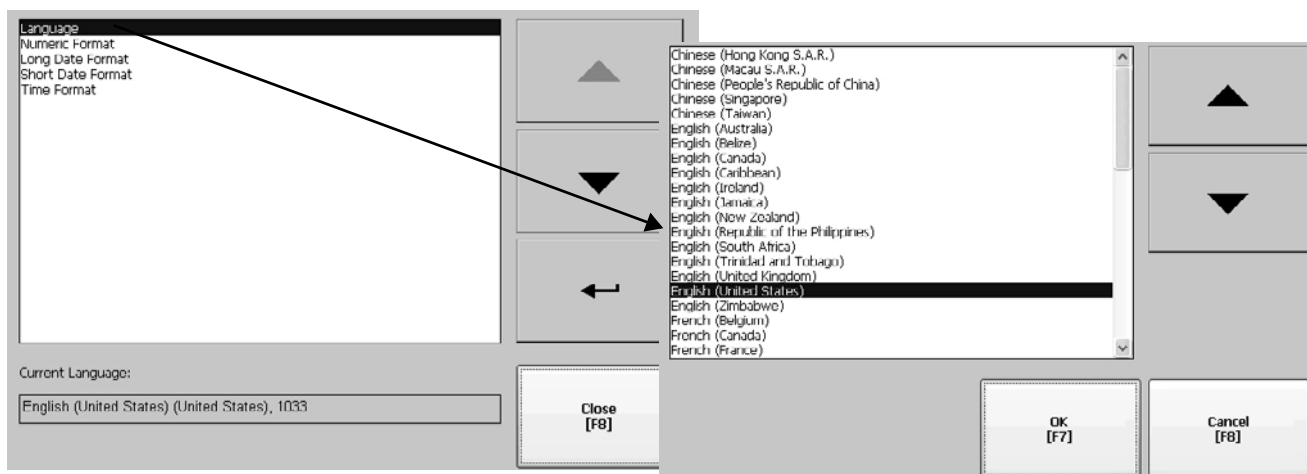 Language
Numeric Format
Long Date Format
Short Date Format
Time Format
Current Language:
English (United States) (United States), 1033
Close
[F8]
Chinese (Hong Kong S.A.R.)
Chinese (Macau S.A.R.)
Chinese (People's Republic of China)
Chinese (Singapore)
Chinese (Taiwan)
English (Australia)
English (Belize)
English (Canada)
English (Caribbean)
English (Ireland)
English (Jamaica)
English (New Zealand)
English (Republic of the Philippines)
English (South Africa)
English (Trinidad and Tobago)
English (United Kingdom)
English (United States)
English (Zimbabwe)
French (Belgium)
French (Canada)
French (France)
OK
[F7]
Cancel
[F8]